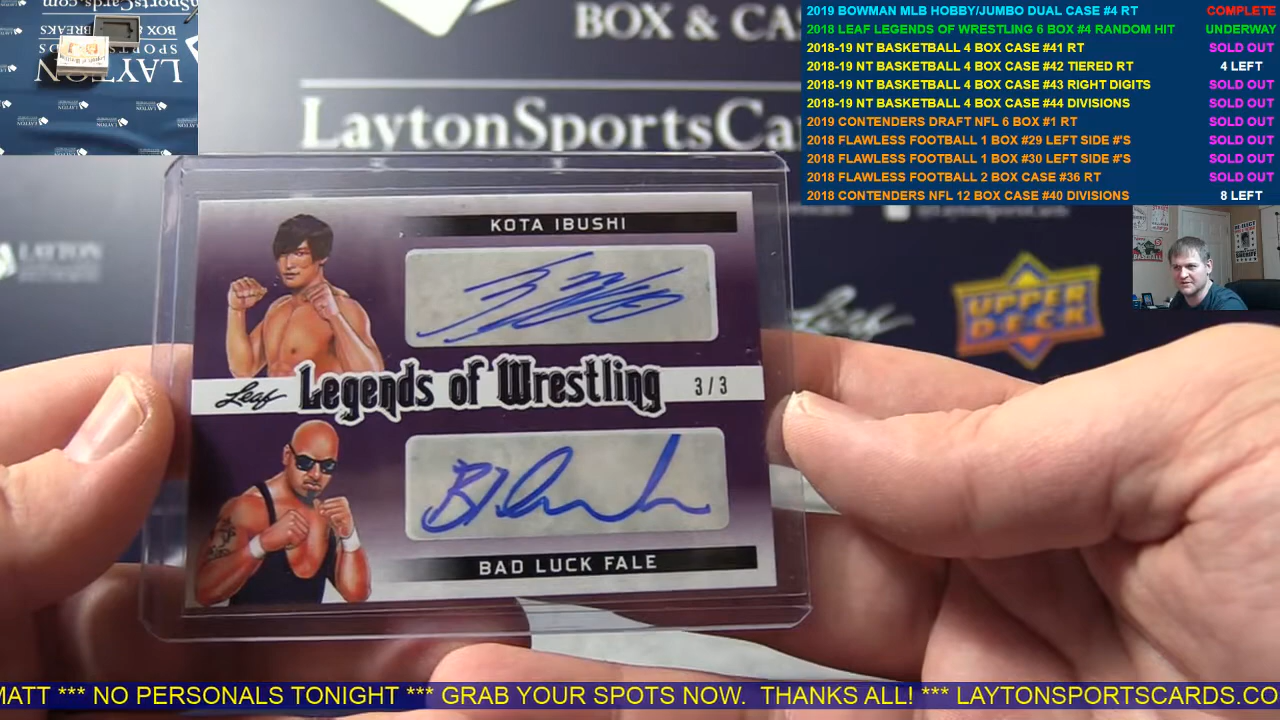 Sports
Cards.com
BOX & CA
LaytonSportsCa
2019 BOWMAN MLB HOBBY/JUMBO DUAL CASE #4 RT COMPLETE
2018 LEAF LEGENDS OF WRESTLING 6 BOX #4 RANDOM HIT UNDERWAY
2018-19 NT BASKETBALL 4 BOX CASE #41 RT SOLD OUT
2018-19 NT BASKETBALL 4 BOX CASE #42 TIERED RT 4 LEFT
2018-19 NT BASKETBALL 4 BOX CASE #43 RIGHT DIGITS SOLD OUT
2018-19 NT BASKETBALL 4 BOX CASE #44 DIVISIONS SOLD OUT
2019 CONTENDERS DRAFT NFL 6 BOX #1 RT SOLD OUT
2018 FLAWLESS FOOTBALL 1 BOX #29 LEFT SIDE #'S SOLD OUT
2018 FLAWLESS FOOTBALL 1 BOX #30 LEFT SIDE #'S SOLD OUT
2018 FLAWLESS FOOTBALL 2 BOX CASE #36 RT SOLD OUT
2018 CONTENDERS NFL 12 BOX CASE #40 DIVISIONS 8 LEFT
LAYTON
KOTA IBUSHI
Leaf Legends of Wrestling 3/3
BAD LUCK FALE
Leaf
UPPER
DECK
MATT *** NO PERSONALS TONIGHT *** GRAB YOUR SPOTS NOW. THANKS ALL! *** LAYTONSPORTSCARDS.CO